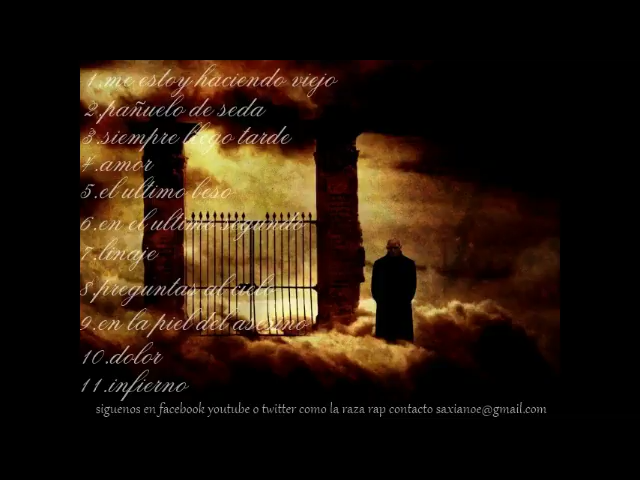 1.me estoy haciendo viejo
2.pañuelo de seda
3.siempre llego tarde
4.amor
5.el ultimo beso
6.en el ultimo segundo
7.linaje
8.preguntas al cielo
9.en la piel del asesino
10.dolor
11.infierno
siguenos en facebook youtube o twitter como la raza rap contacto saxianoe@gmail.com